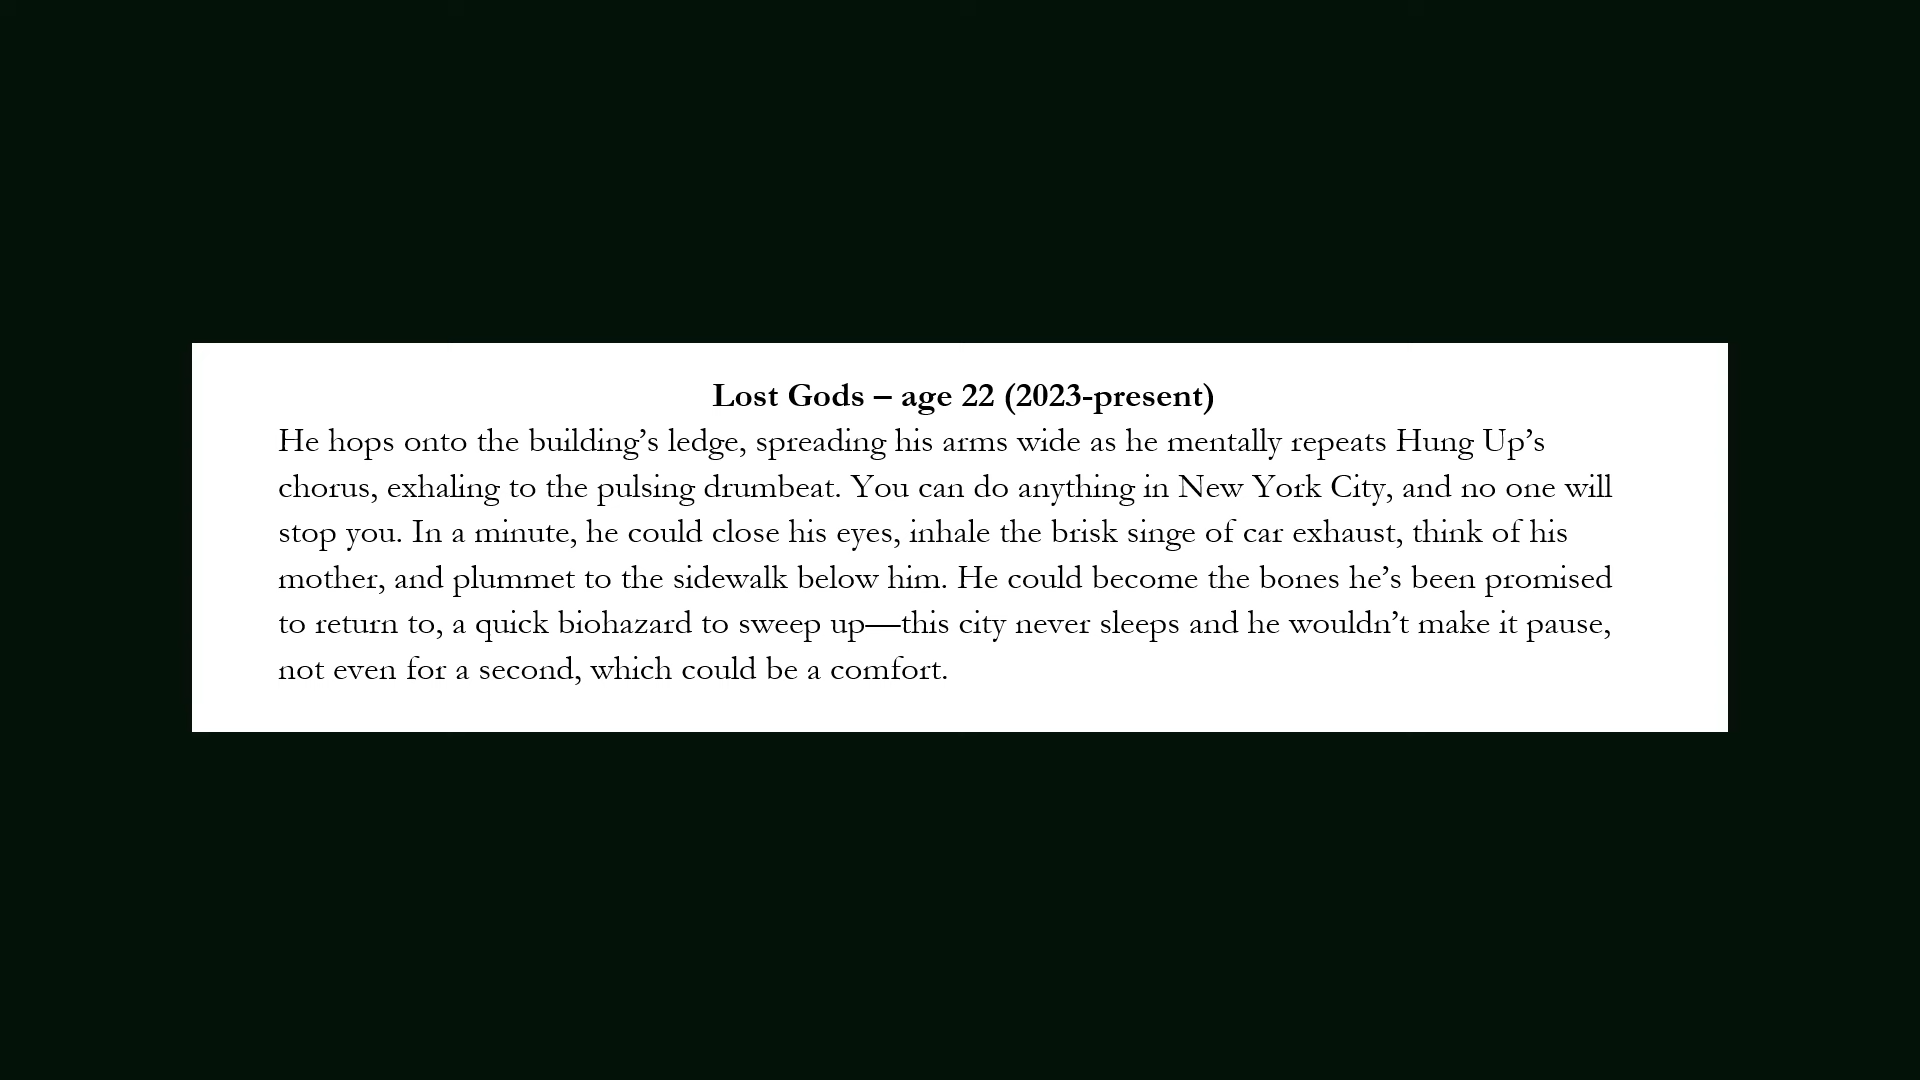 Lost Gods – age 22 (2023-present)
He hops onto the building’s ledge, spreading his arms wide as he mentally repeats Hung Up’s
chorus, exhaling to the pulsing drumbeat. You can do anything in New York City, and no one will
stop you. In a minute, he could close his eyes, inhale the brisk singe of car exhaust, think of his
mother, and plummet to the sidewalk below him. He could become the bones he’s been promised
to return to, a quick biohazard to sweep up—this city never sleeps and he wouldn’t make it pause,
not even for a second, which could be a comfort.